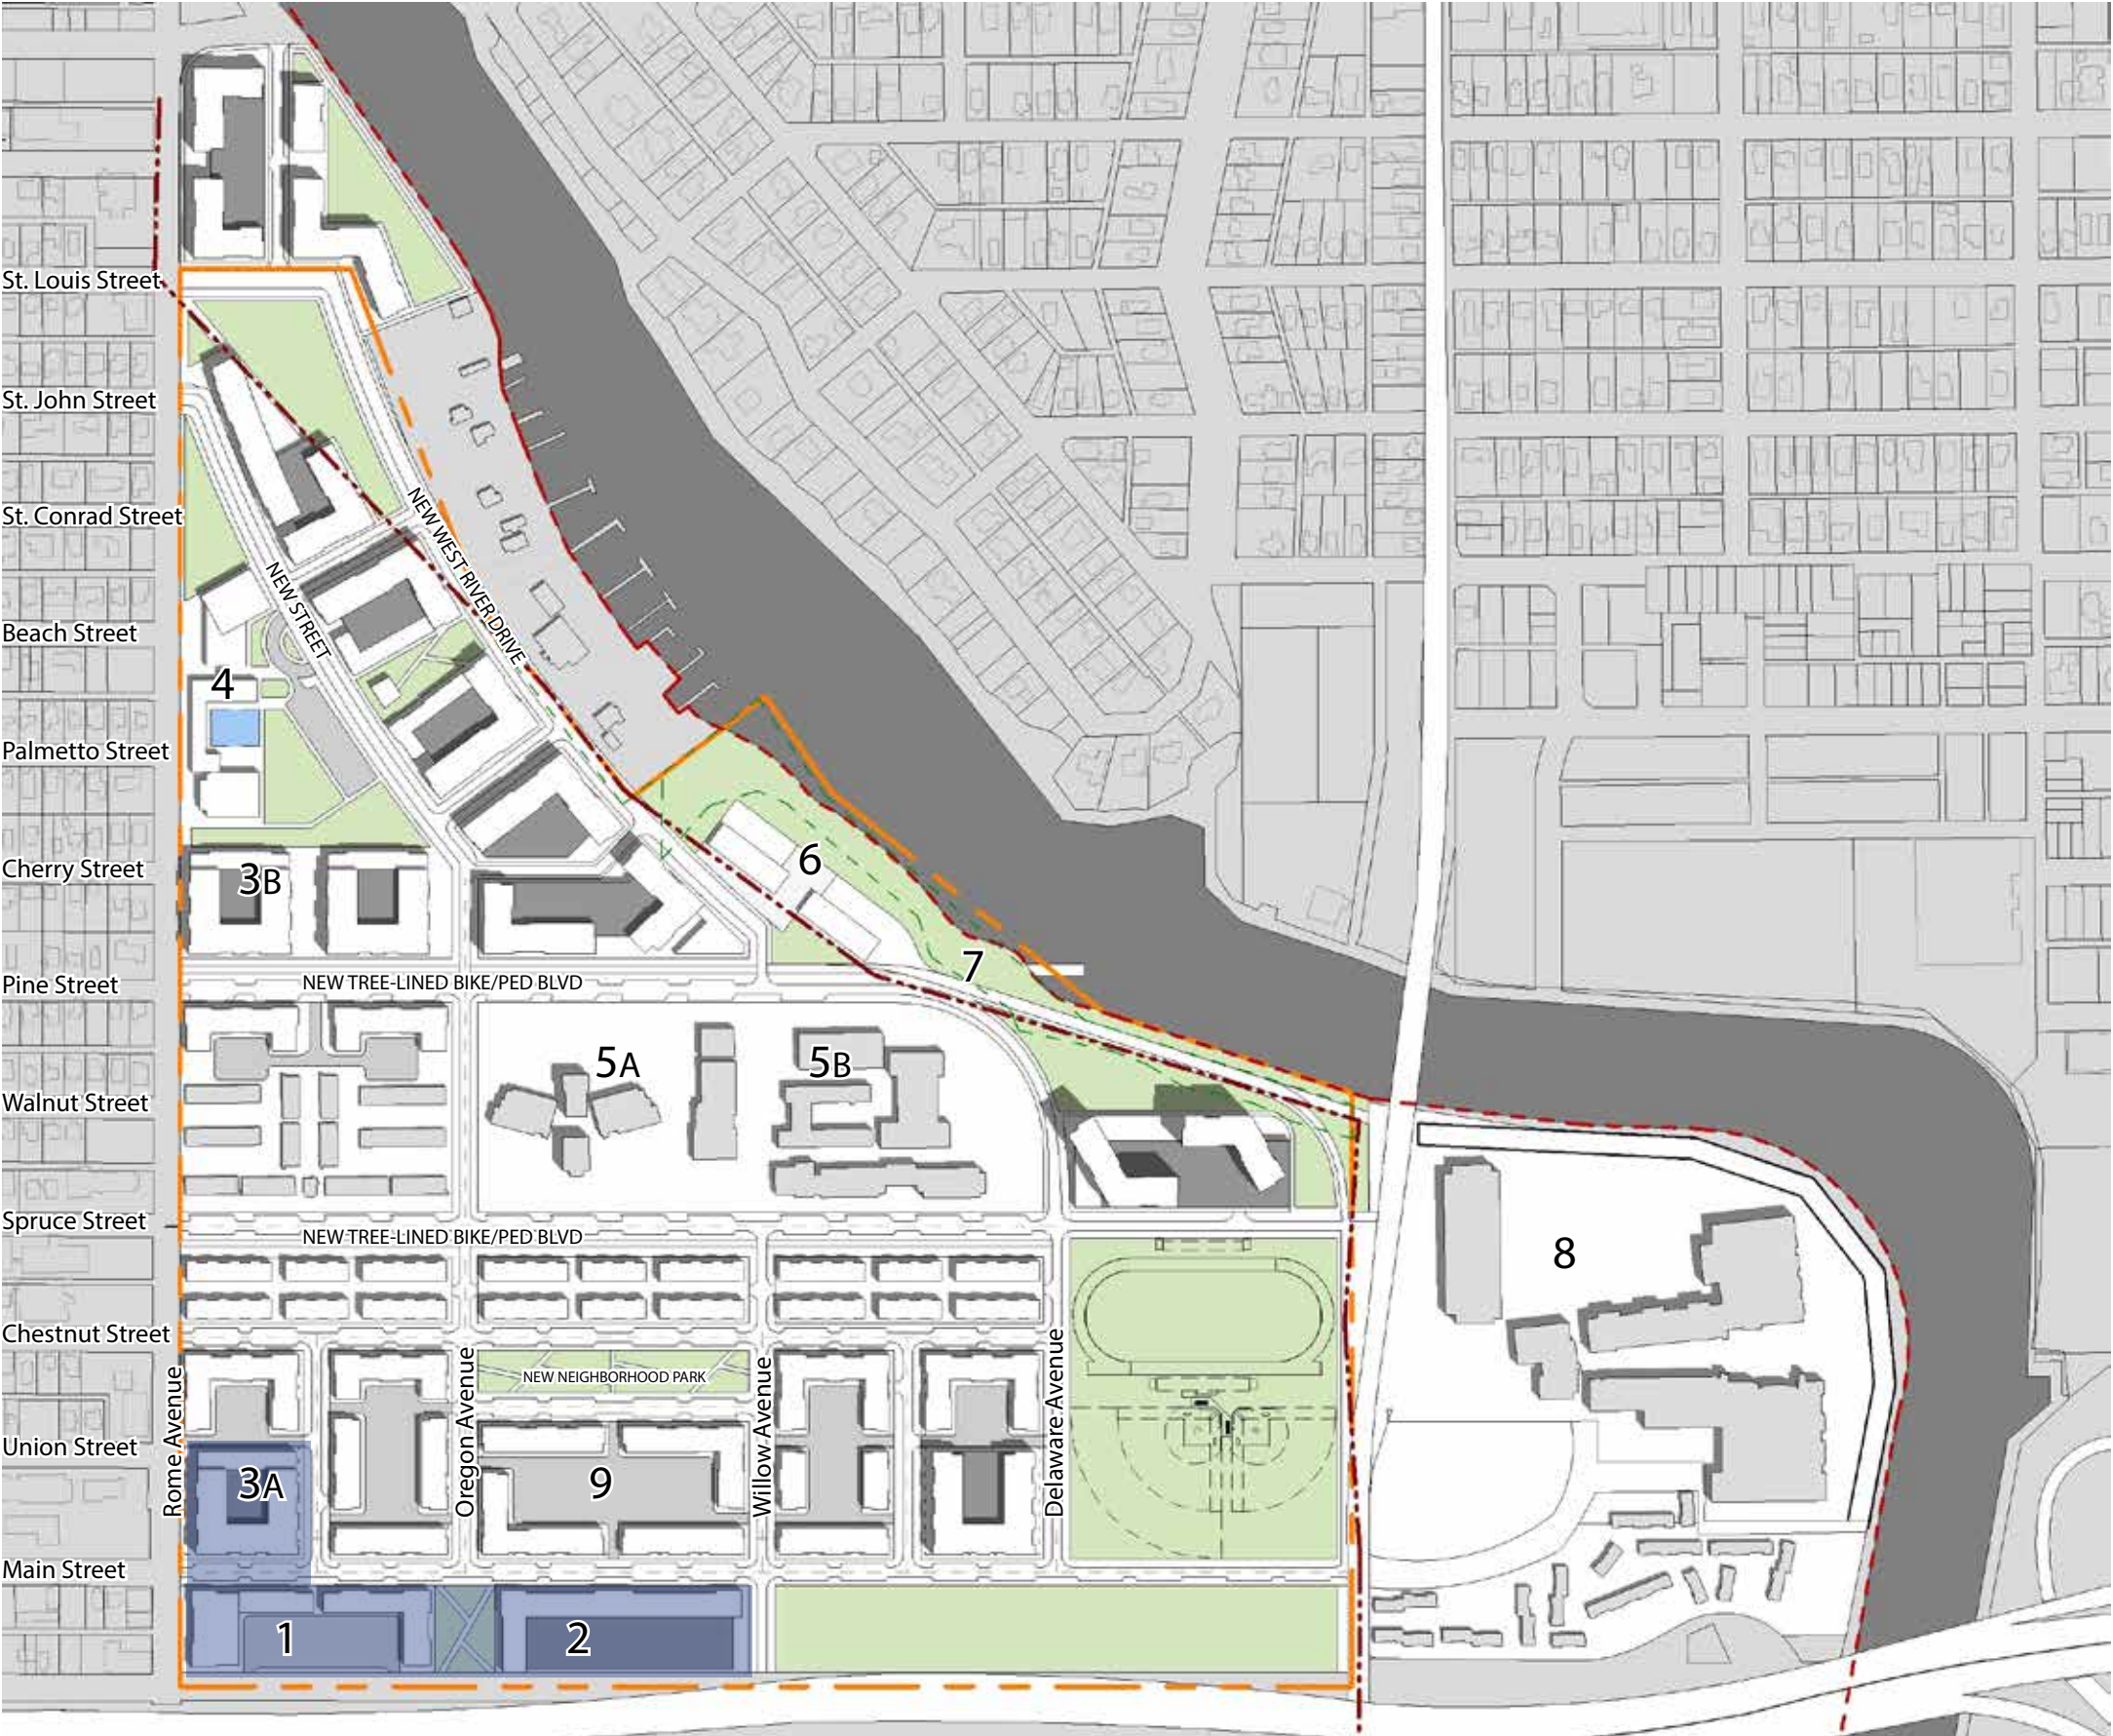 St. Louis Street
St. John Street
NEW WEST RIVER DRIVE
St. Conrad Street
NEW STREET
Beach Street
4
Palmetto Street
6
Cherry Street
3B
7
Pine Street
NEW TREE-LINED BIKE/PED BLVD
5A
5B
Walnut Street
Spruce Street
NEW TREE-LINED BIKE/PED BLVD
8
Chestnut Street
NEW NEIGHBORHOOD PARK
Rome Avenue
Oregon Avenue
Willow Avenue
Delaware Avenue
Union Street
3A
9
Main Street
1
2